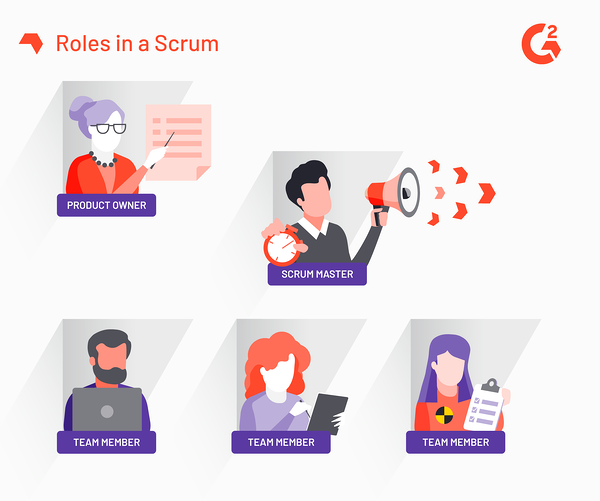 Roles in a Scrum
G2
PRODUCT OWNER
SCRUM MASTER
TEAM MEMBER
TEAM MEMBER
TEAM MEMBER